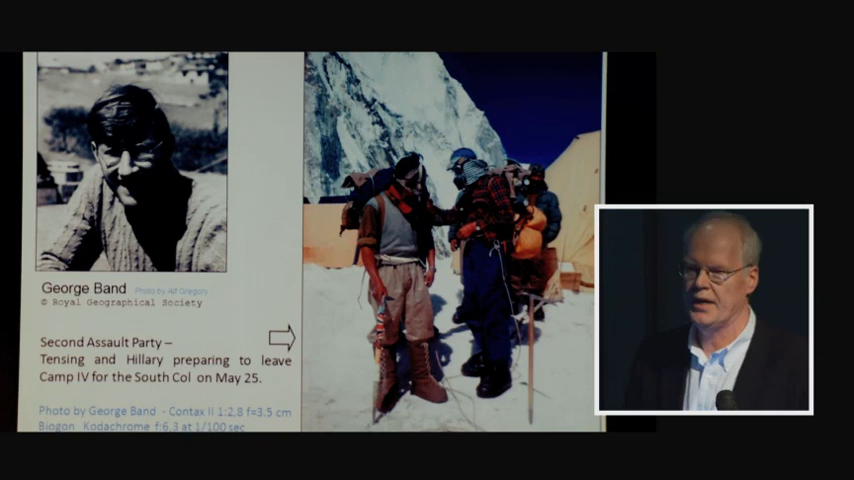 George Band Photo by Alf Gregory
© Royal Geographical Society
Second Assault Party –
Tensing and Hillary preparing to leave
Camp IV for the South Col on May 25.
Photo by George Band - Contax II 1:2,8 f=3.5 cm
Biogon Kodachrome f:6,3 at 1/100 sec